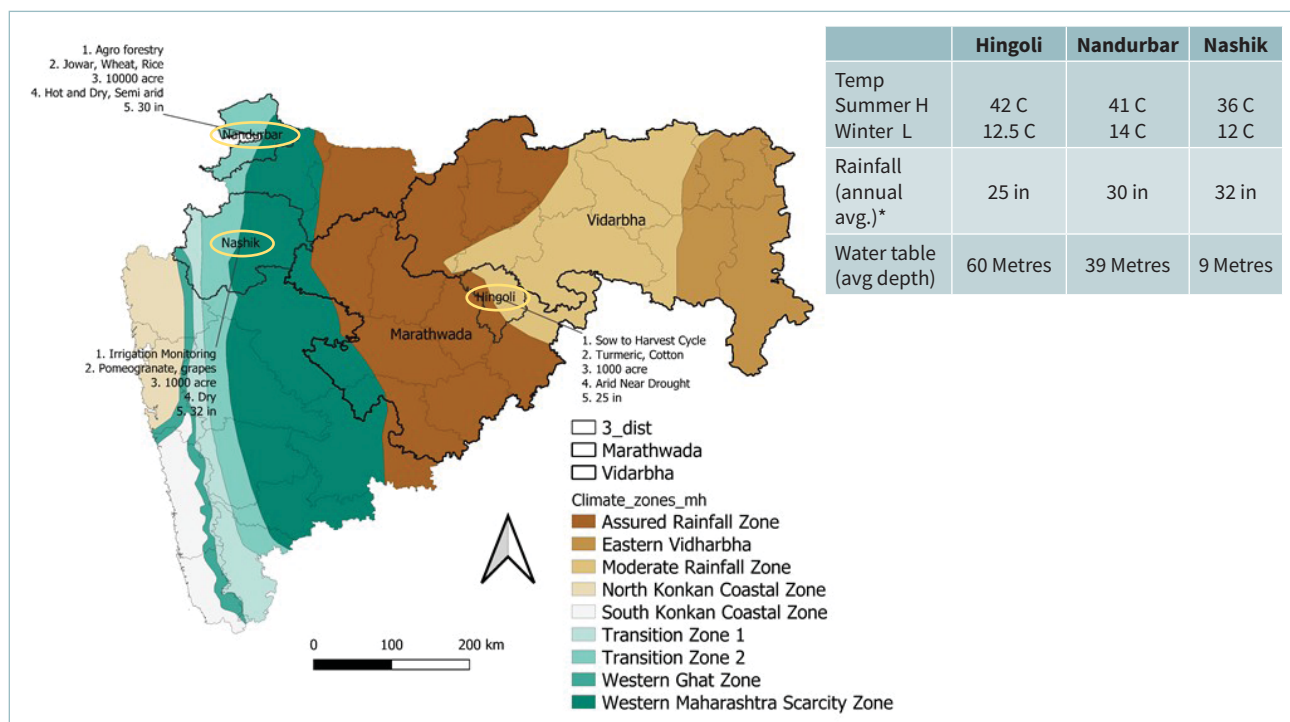 1. Agro forestry
2. Jowar, Wheat, Rice
3. 10000 acre
4. Hot and Dry, Semi arid
5. 30 in
Nandurbar
Nashik
Vidarbha
Hingoli
Marathwada
1. Irrigation Monitoring
2. Pomeogranate, grapes
3. 1000 acre
4. Dry
5. 32 in
1. Sow to Harvest Cycle
2. Turmeric, Cotton
3. 1000 acre
4. Arid Near Drought
5. 25 in
3_dist
Marathwada
Vidarbha
Climate_zones_mh
Assured Rainfall Zone
Eastern Vidharbha
Moderate Rainfall Zone
North Konkan Coastal Zone
South Konkan Coastal Zone
Transition Zone 1
Transition Zone 2
Western Ghat Zone
Western Maharashtra Scarcity Zone
0 100 200 km
Hingoli Nandurbar Nashik
Temp
Summer H 42 C 41 C 36 C
Winter L 12.5 C 14 C 12 C
Rainfall
(annual 25 in 30 in 32 in
avg.)*
Water table 60 Metres 39 Metres 9 Metres
(avg depth)